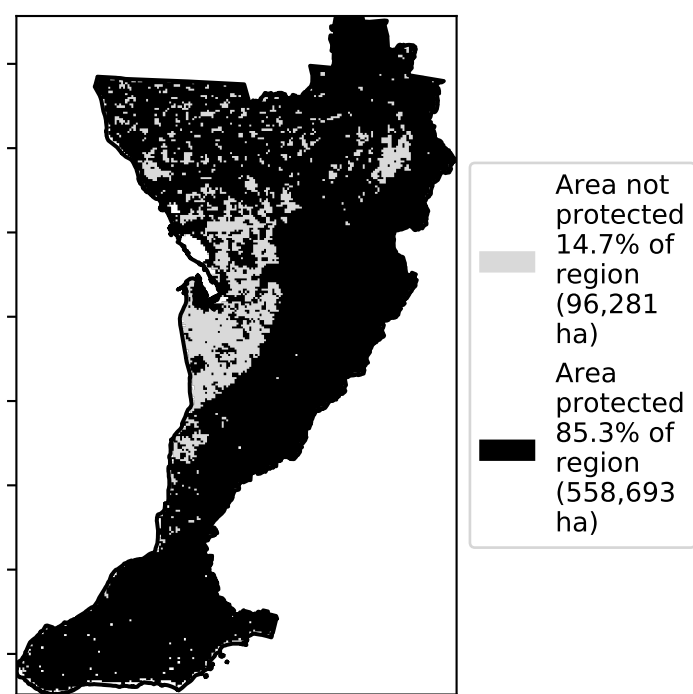 Area not
protected
14.7% of
region
(96,281
ha)
Area
protected
85.3% of
region
(558,693
ha)